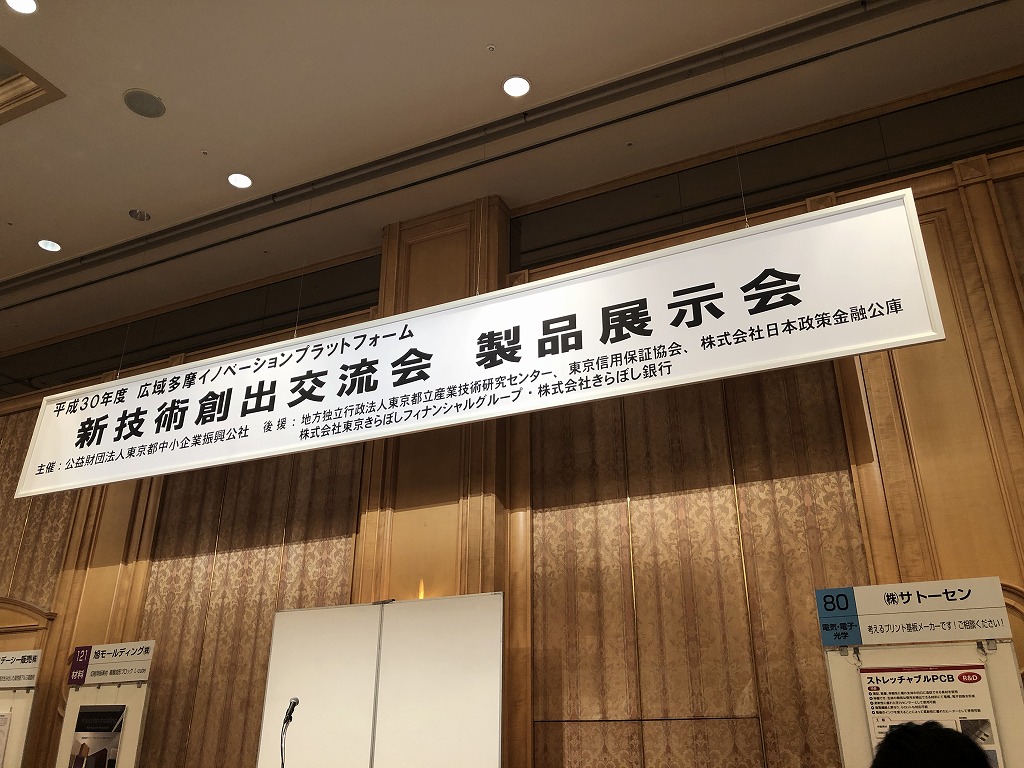 平成30年度 広域多摩イノベーションプラットフォーム
新技術創出交流会 製品展示会
主催：公益財団法人東京都中小企業振興公社 後援：地方独立行政法人東京都立産業技術研究センター、東京信用保証協会、株式会社日本政策金融公庫
株式会社東京きらぼしフィナンシャルグループ・株式会社きらぼし銀行
80
電気・電子・光学
㈱サトーセン
考えるプリント基板メーカーです！ご相談ください！
ストレッチャブルPCB R&D
121
材料
旭モールディング㈱
デーシー販売㈱